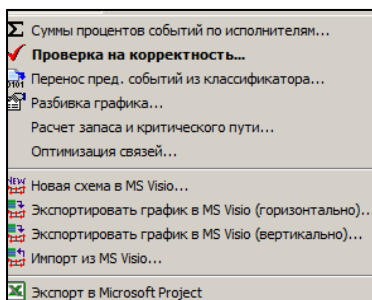 Суммы процентов событий по исполнителям...
Проверка на корректность...
Перенос пред. событий из классификатора...
Разбивка графика...
Расчет запаса и критического пути...
Оптимизация связей...
Новая схема в MS Visio...
Экспортировать график в MS Visio (горизонтально)...
Экспортировать график в MS Visio (вертикально)...
Импорт из MS Visio...
Экспорт в Microsoft Project